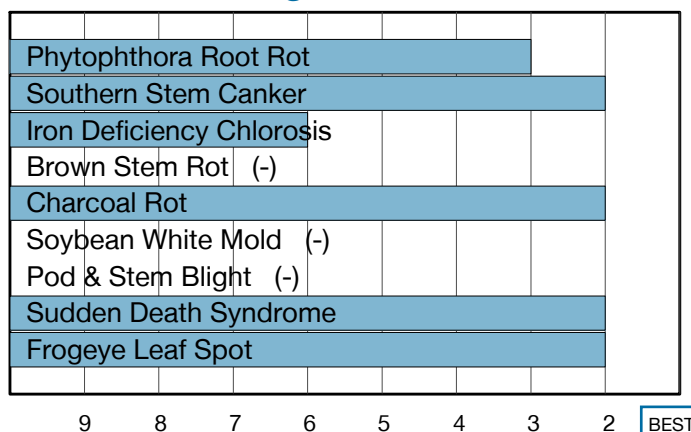 Phytophthora Root Rot
Southern Stem Canker
Iron Deficiency Chlorosis
Brown Stem Rot (-)
Charcoal Rot
Soybean White Mold (-)
Pod & Stem Blight (-)
Sudden Death Syndrome
Frogeye Leaf Spot
9 8 7 6 5 4 3 2 BEST